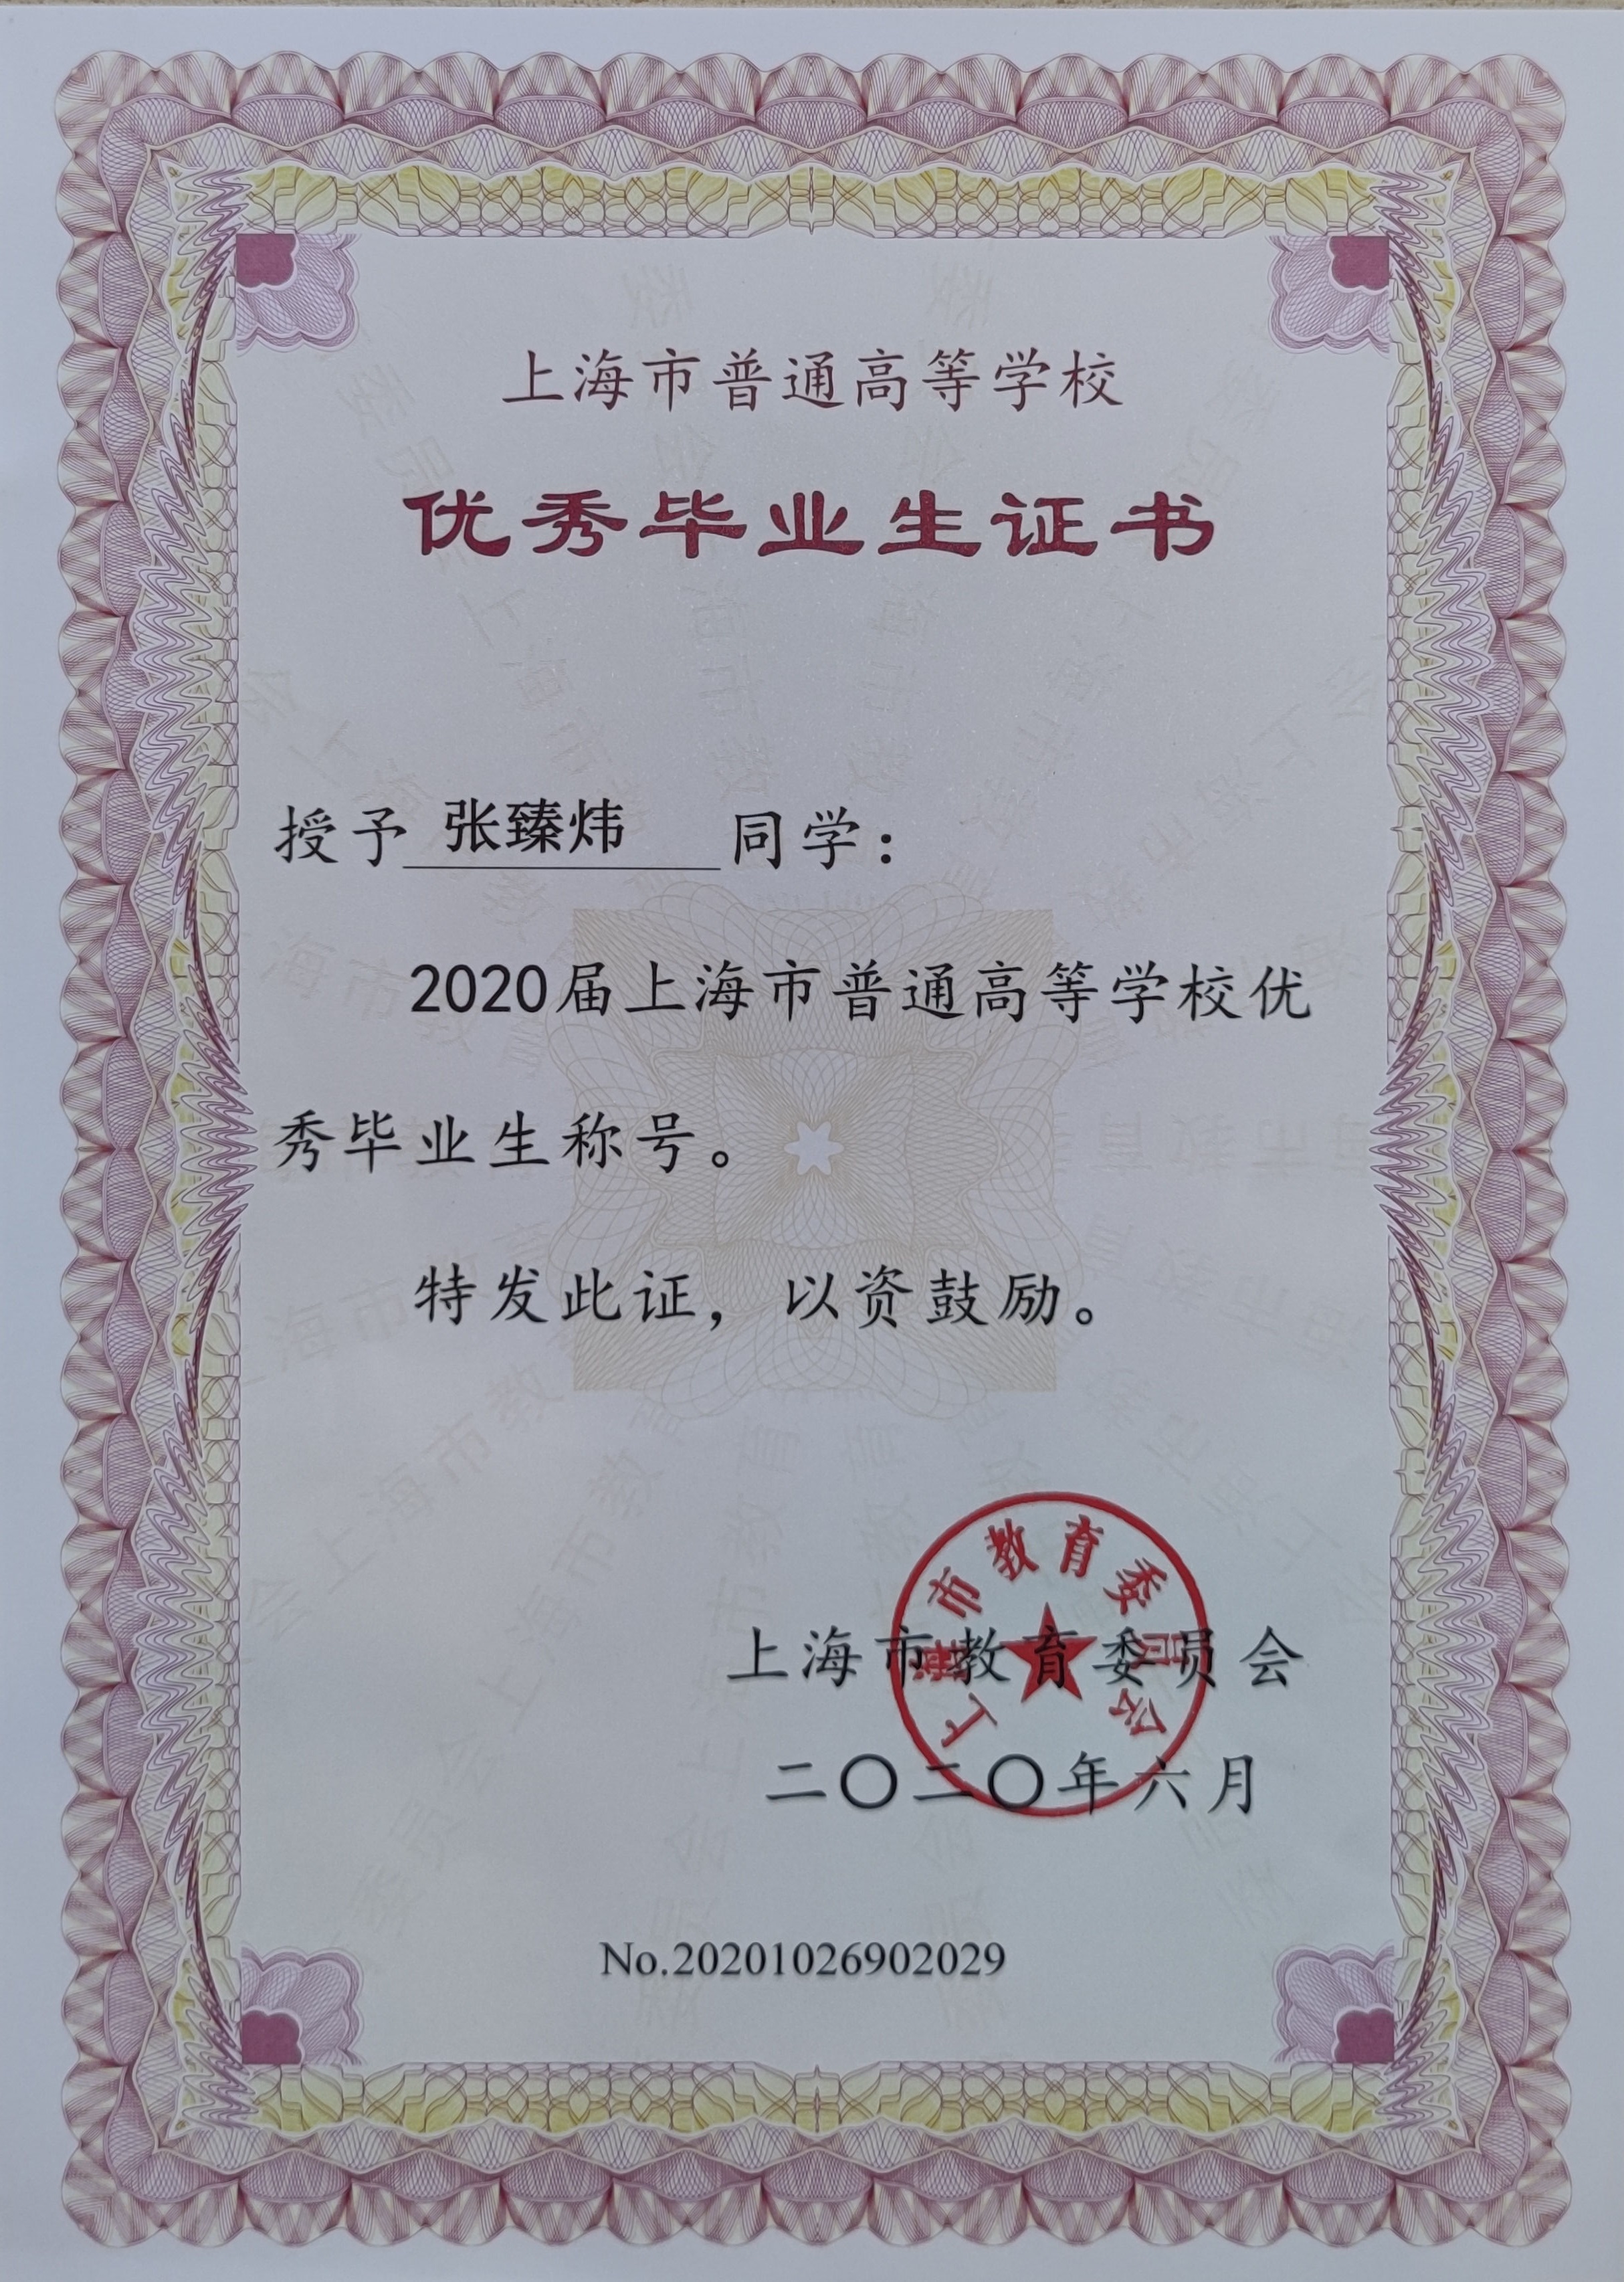 上海市普通高等学校
优秀毕业生证书
授予 张臻炜 同学：
2020届上海市普通高等学校优
秀毕业生称号。
特发此证，以资鼓励。
上海市教育委员会
上海市教育委员会
二〇二〇年六月
No.20201026902029